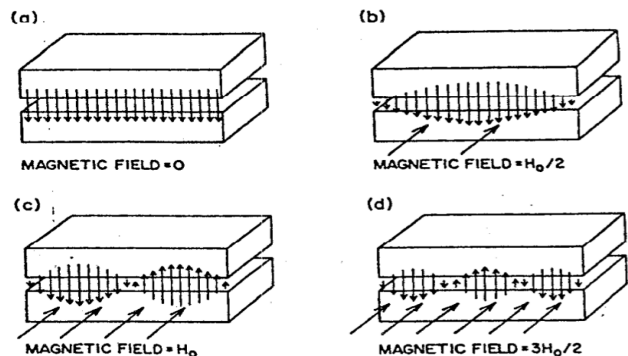 (a)
MAGNETIC FIELD=0
(b)
MAGNETIC FIELD=H₀/2
(c)
MAGNETIC FIELD=H₀
(d)
MAGNETIC FIELD=3H₀/2